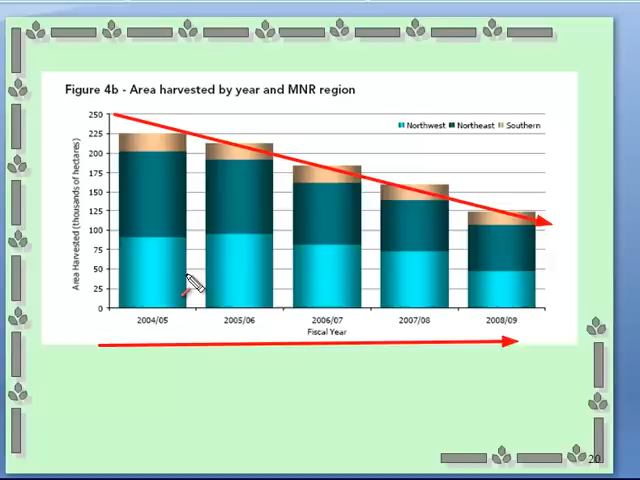 Figure 4b - Area harvested by year and MNR region
Northwest Northeast Southern
Area Harvested (thousands of hectares)
250
225
200
175
150
125
100
75
50
25
0
2004/05 2005/06 2006/07 2007/08 2008/09
Fiscal Year
20